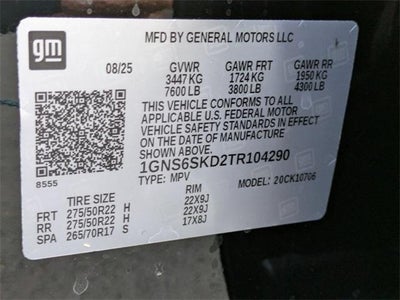 gm
MFD BY GENERAL MOTORS LLC
08/25 GVWR GAWR FRT GAWR RR
3447 KG 1724 KG 1950 KG
7600 LB 3800 LB 4300 LB
THIS VEHICLE CONFORMS TO ALL
APPLICABLE U.S. FEDERAL MOTOR
VEHICLE SAFETY STANDARDS IN EFFECT
ON THE DATE OF MANUFACTURE
SHOWN ABOVE.
1GNS6SKD2TR104290
8555 TYPE: MPV MODEL: 20CK10706
TIRE SIZE RIM
FRT 275/50R22 H 22X9J
RR 275/50R22 H 22X9J
SPA 265/70R17 S 17X8J